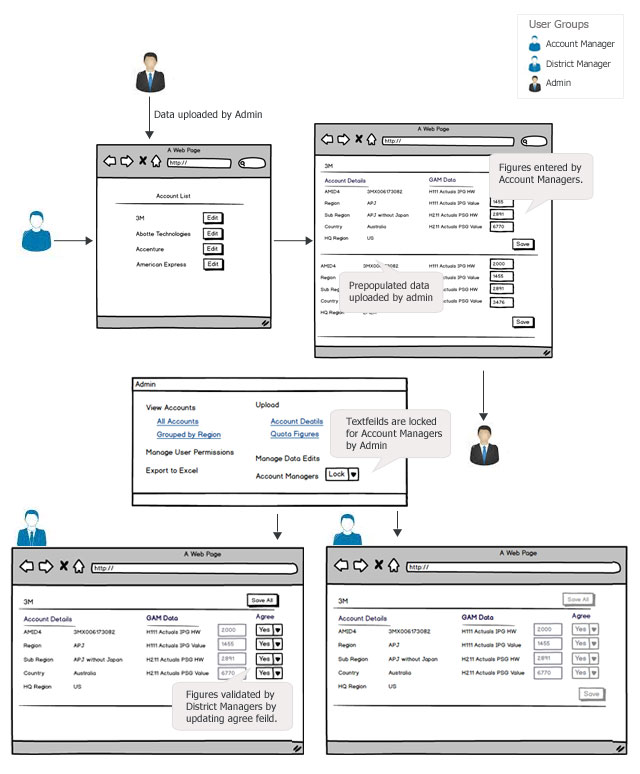 User Groups
Account Manager
District Manager
Admin
Data uploaded by Admin
A Web Page
http://
Account List
3M Edit
Abotte Technologies Edit
Accenture Edit
American Express Edit
A Web Page
http://
3M
Account Details GAM Data
AMID4 3MX006173082 H111 Actuals IPG HW
Region APJ H111 Actuals IPG Value 1455
Sub Region APJ without Japan H211 Actuals PSG HW 2891
Country Australia H211 Actuals PSG Value 6770
HQ Region US
Save
Figures entered by
Account Managers.
AMID4 3MX006173082 H111 Actuals IPG HW 2000
Region H111 Actuals IPG Value 1455
Sub Region H211 Actuals PSG HW 2891
Country H211 Actuals PSG Value 3476
HQ Region
Save
Prepopulated data
uploaded by admin
Admin
View Accounts Upload
All Accounts Account Deatils
Grouped by Region Quota Figures
Manage User Permissions Manage Data Edits
Export to Excel Account Managers Lock
Textfeilds are locked
for Account Managers
by Admin
A Web Page
http://
3M Save All
Account Details GAM Data Agree
AMID4 3MX006173082 H111 Actuals IPG HW 2000 Yes
Region APJ H111 Actuals IPG Value 1455 Yes
Sub Region APJ without Japan H211 Actuals PSG HW 2891 Yes
Country Australia H211 Actuals PSG Value 6770 Yes
HQ Region US
Figures validated by
District Managers by
updating agree feild.
A Web Page
http://
3M Save All
Account Details GAM Data Agree
AMID4 3MX006173082 H111 Actuals IPG HW 2000 Yes
Region APJ H111 Actuals IPG Value 1455 Yes
Sub Region APJ without Japan H211 Actuals PSG HW 2891 Yes
Country Australia H211 Actuals PSG Value 6770 Yes
HQ Region US
Save